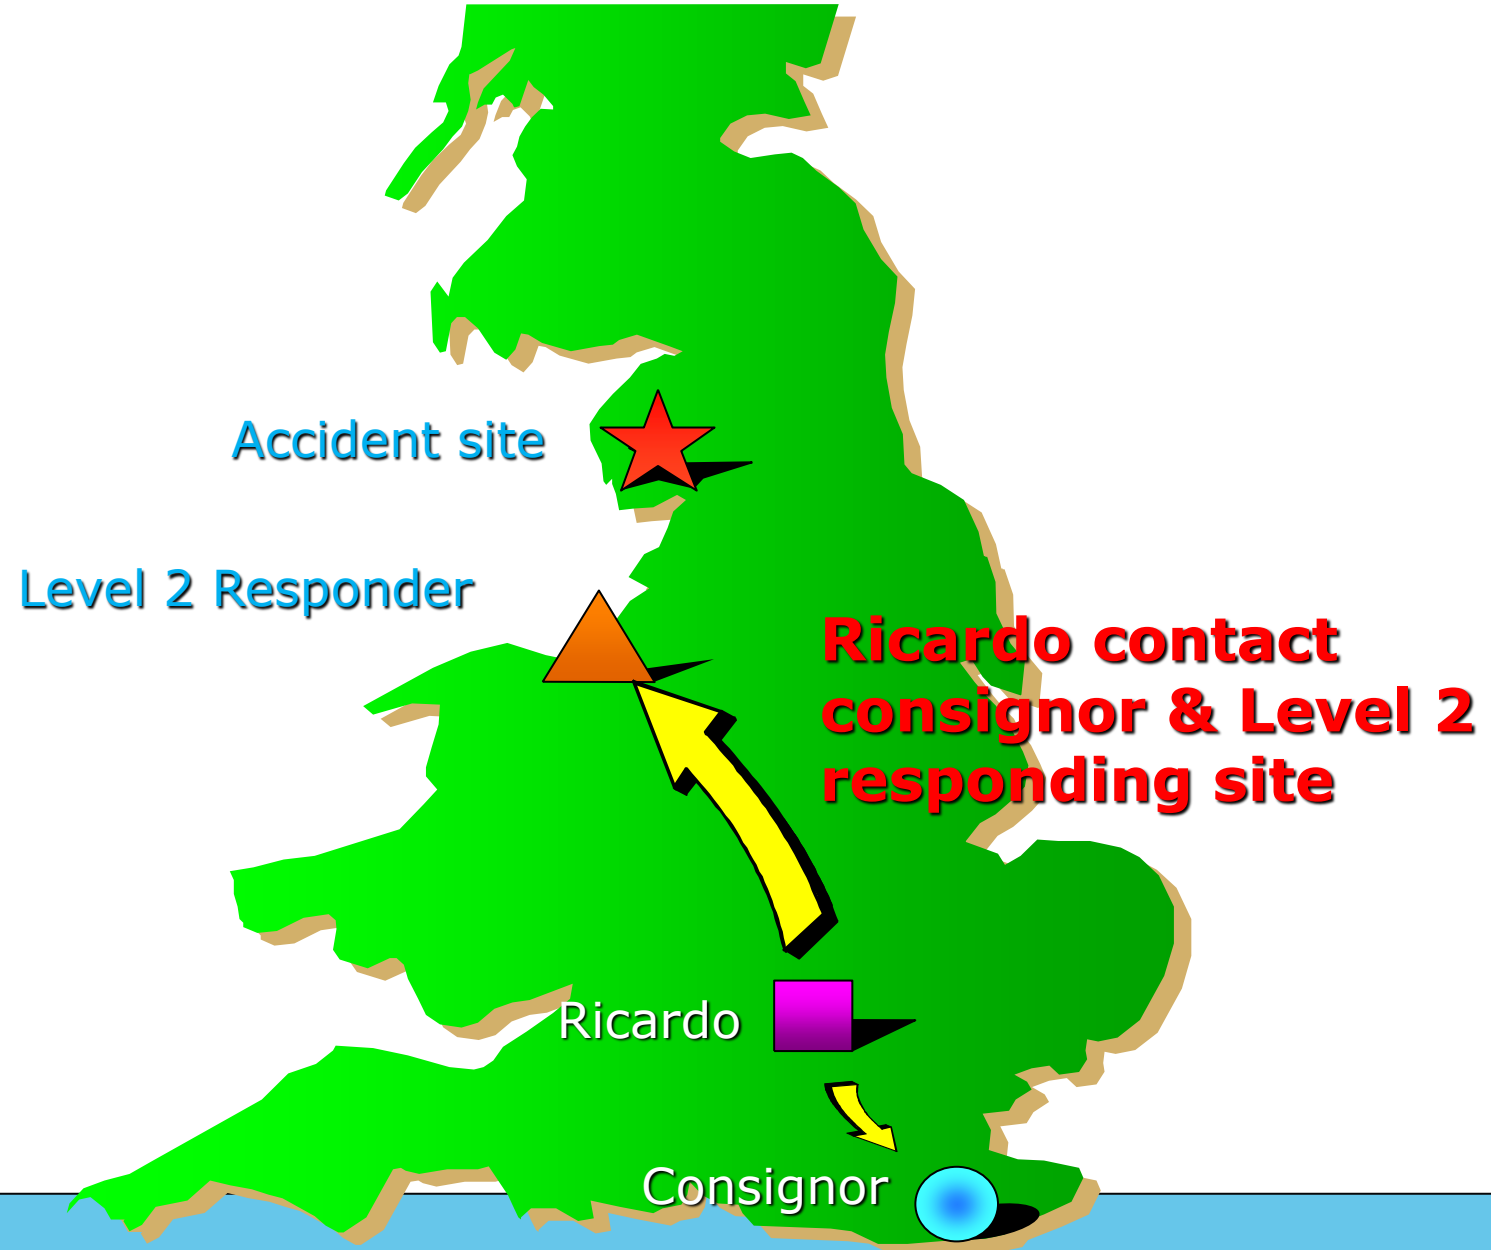 Accident site
Level 2 Responder
Ricardo contact
consignor & Level 2
responding site
Ricardo
Consignor